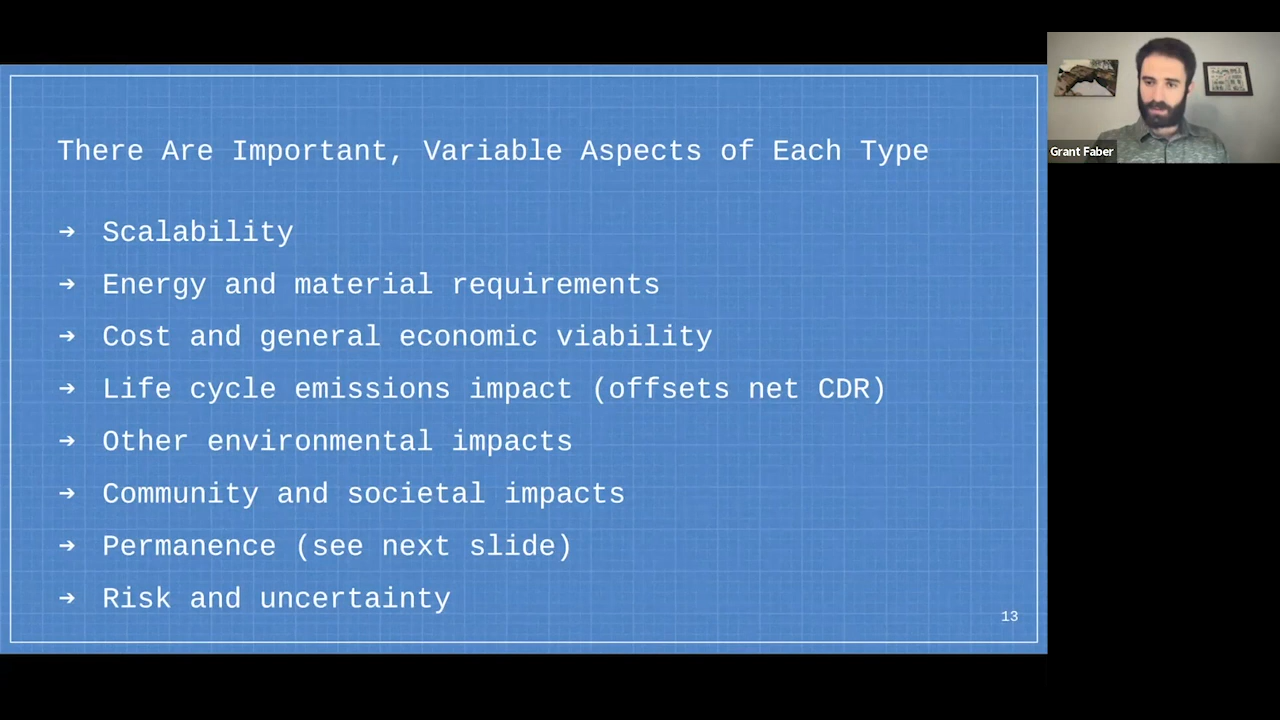 There Are Important, Variable Aspects of Each Type
➔ Scalability
➔ Energy and material requirements
➔ Cost and general economic viability
➔ Life cycle emissions impact (offsets net CDR)
➔ Other environmental impacts
➔ Community and societal impacts
➔ Permanence (see next slide)
➔ Risk and uncertainty
13
Grant Faber